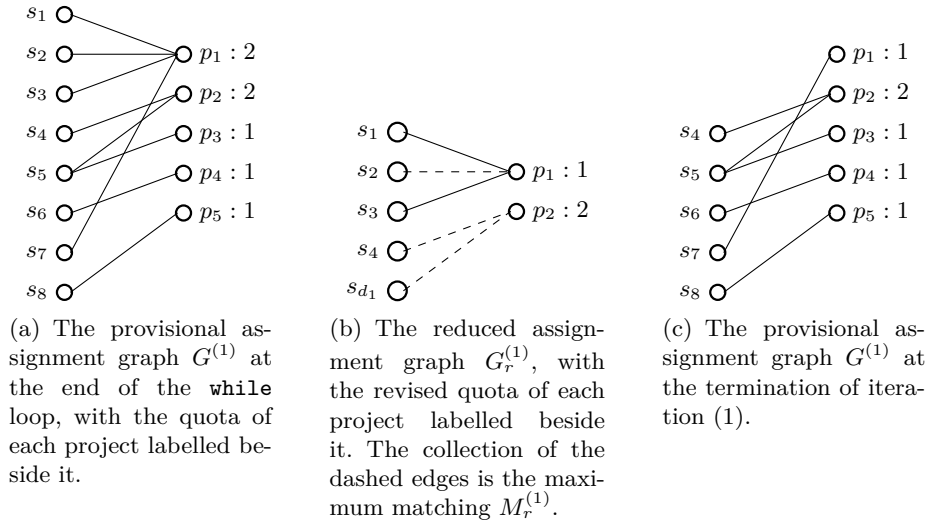 s1
s2
s3
s4
s5
s6
s7
s8
p1 : 2
p2 : 2
p3 : 1
p4 : 1
p5 : 1
(a) The provisional as-
signment graph G(1) at
the end of the while
loop, with the quota of
each project labelled be-
side it.
s1
s2
s3
s4
sd1
p1 : 1
p2 : 2
(b) The reduced assign-
ment graph Gr(1), with
the revised quota of each
project labelled beside
it. The collection of the
dashed edges is the maxi-
mum matching Mr(1).
s4
s5
s6
s7
s8
p1 : 1
p2 : 2
p3 : 1
p4 : 1
p5 : 1
(c) The provisional as-
signment graph G(1) at
the termination of itera-
tion (1).